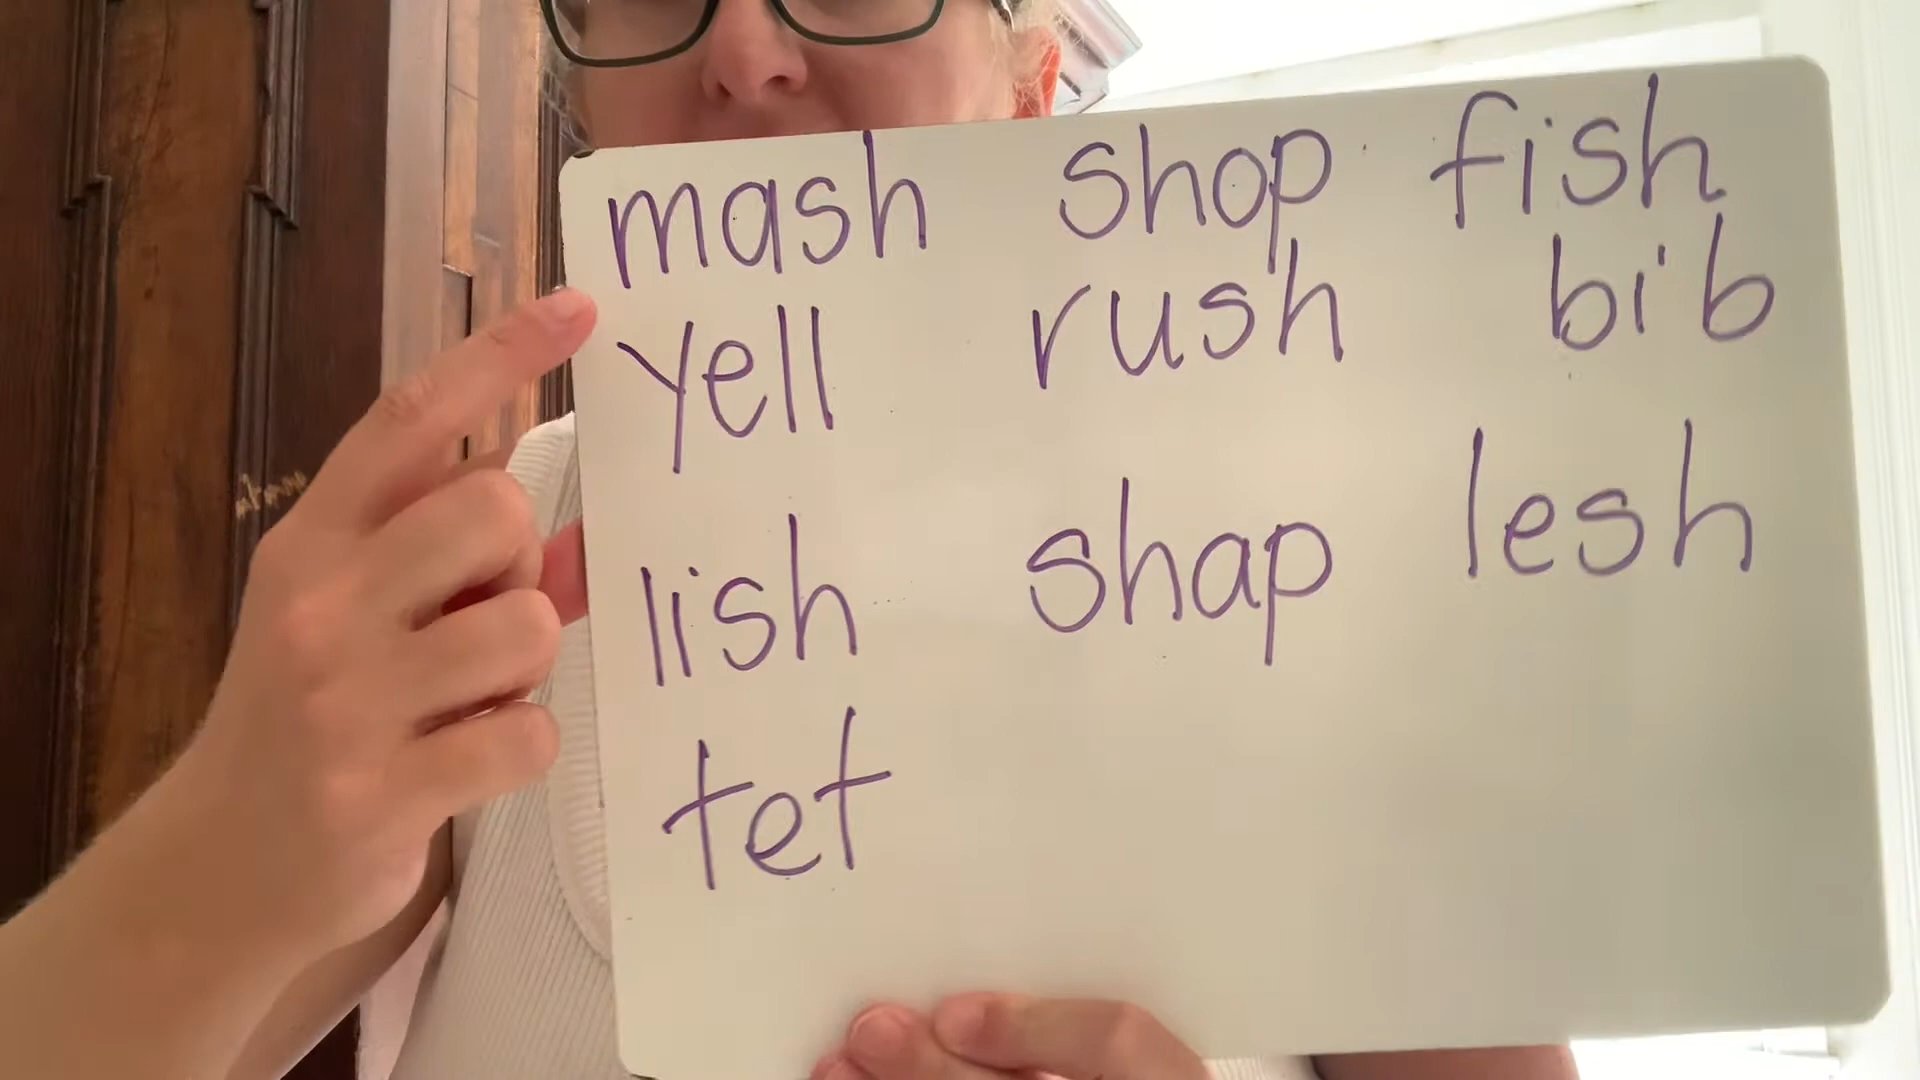 mash shop fish
yell rush bib
lish shap lesh
tet